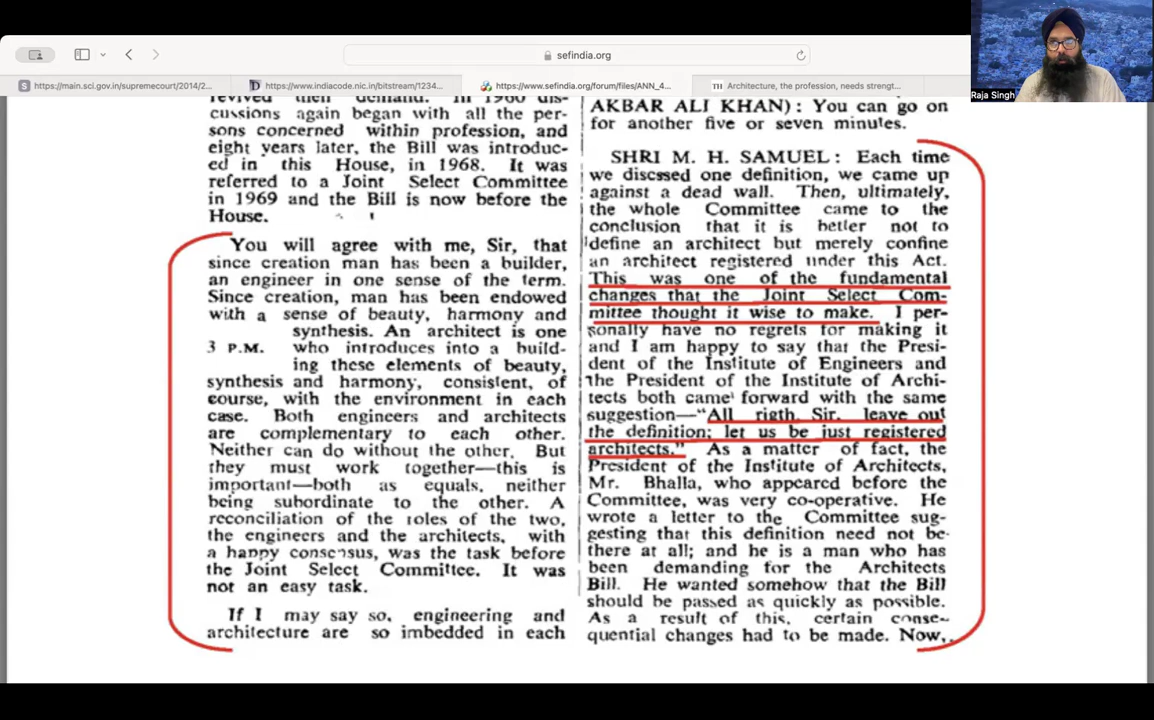 sefindia.org
https://main.sci.gov.in/supremecourt/2014/2...
https://www.indiacode.nic.in/bitstream/1234...
https://www.sefindia.org/forum/files/ANN_4...
Architecture, the profession, needs strengt...
Raja Singh
revived their demand. In 1960 dis-
cussions again began with all the per-
sons concerned within profession, and
eight years later, the Bill was introduc-
ed in this House, in 1968. It was
referred to a Joint Select Committee
in 1969 and the Bill is now before the
House.
You will agree with me, Sir, that
since creation man has been a builder,
an engineer in one sense of the term.
Since creation, man has been endowed
with a sense of beauty, harmony and
synthesis. An architect is one
3 P.M. who introduces into a build-
ing these elements of beauty,
synthesis and harmony, consistent, of
course, with the environment in each
case. Both engineers and architects
are complementary to each other.
Neither can do without the other. But
they must work together—this is
important—both as equals, neither
being subordinate to the other. A
reconciliation of the roles of the two,
the engineers and the architects, with
a happy consensus, was the task before
the Joint Select Committee. It was
not an easy task.
If I may say so, engineering and
architecture are so imbedded in each
AKBAR ALI KHAN): You can go on
for another five or seven minutes.
SHRI M. H. SAMUEL: Each time
we discssed one definition, we came up
against a dead wall. Then, ultimately,
the whole Committee came to the
conclusion that it is better not to
define an architect but merely confine
an architect registered under this Act.
This was one of the fundamental
changes that the Joint Select Com-
mittee thought it wise to make. I per-
sonally have no regrets for making it
and I am happy to say that the Presi-
dent of the Institute of Engineers and
the President of the Institute of Archi-
tects both came forward with the same
suggestion—"All rigth, Sir, leave out
the definition; let us be just registered
architects." As a matter of fact, the
President of the Institute of Architects,
Mr. Bhalla, who appeared before the
Committee, was very co-operative. He
wrote a letter to the Committee sug-
gesting that this definition need not be
there at all; and he is a man who has
been demanding for the Architects
Bill. He wanted somehow that the Bill
should be passed as quickly as possible.
As a result of this, certain conse-
quential changes had to be made. Now,